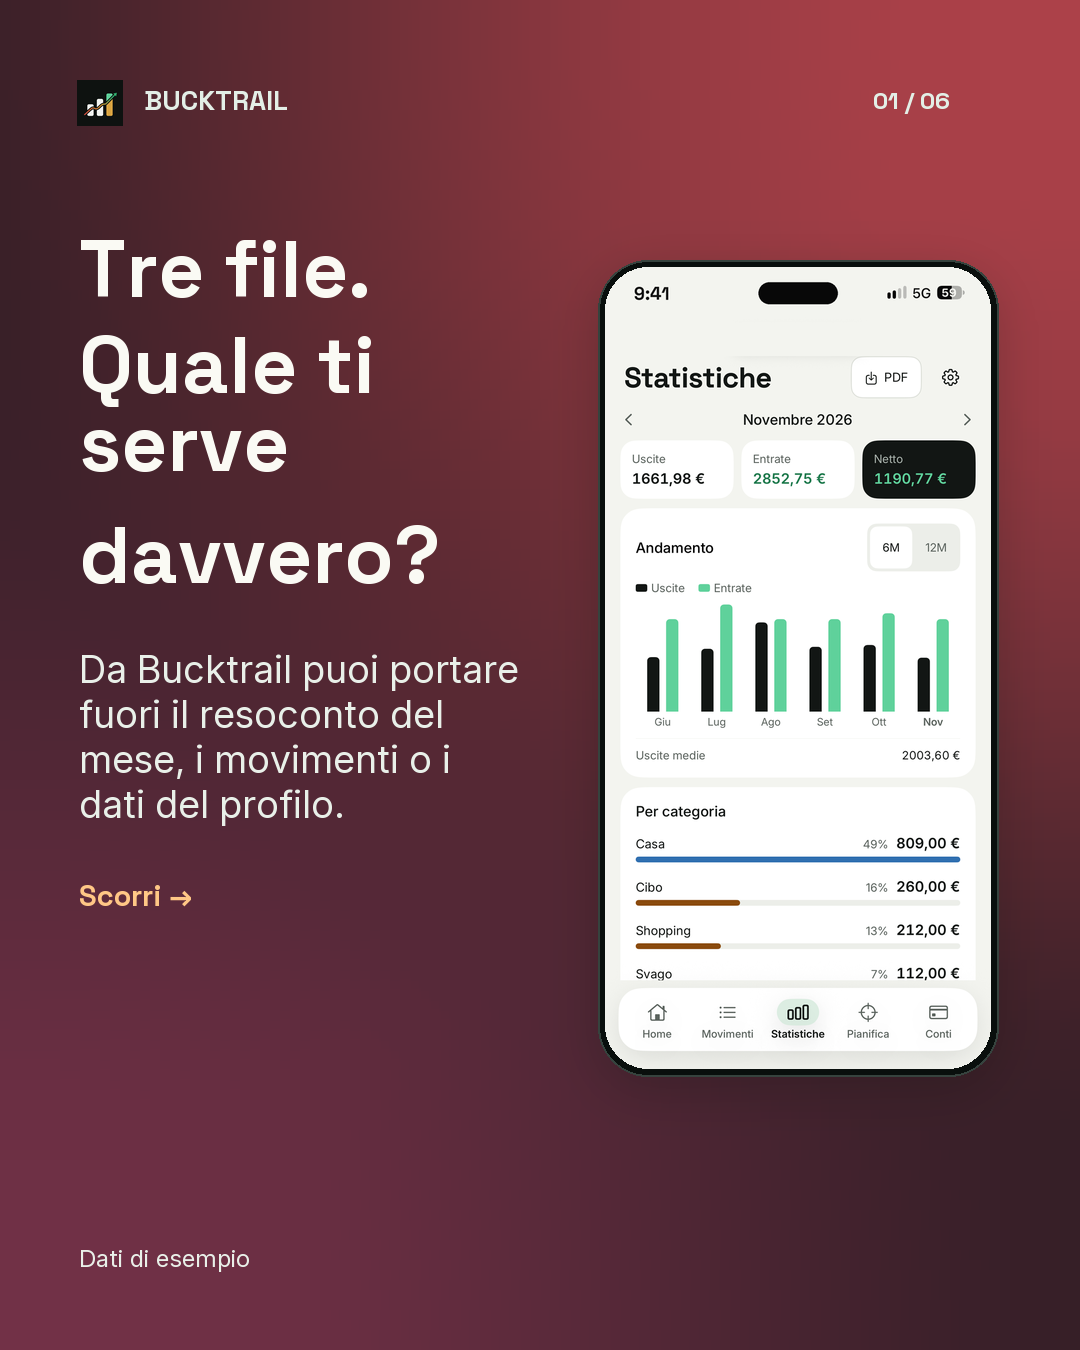 BUCKTRAIL
01 / 06
Tre file.
Quale ti
serve
davvero?
Da Bucktrail puoi portare
fuori il resoconto del
mese, i movimenti o i
dati del profilo.
Scorri →
9:41
5G 59
Statistiche
PDF
Novembre 2026
Uscite
1661,98 €
Entrate
2852,75 €
Netto
1190,77 €
Andamento
6M 12M
Uscite Entrate
Giu Lug Ago Set Ott Nov
Uscite medie 2003,60 €
Per categoria
Casa 49% 809,00 €
Cibo 16% 260,00 €
Shopping 13% 212,00 €
Svago 7% 112,00 €
Home Movimenti Statistiche Pianifica Conti
Dati di esempio